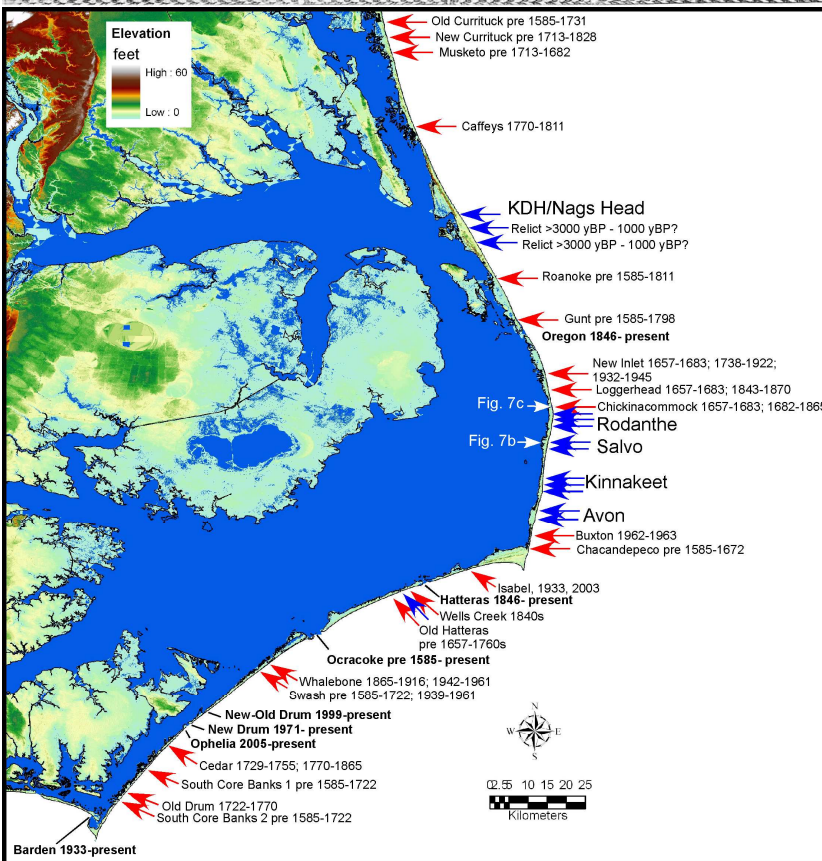 Elevation
feet
High : 60
Low : 0
Old Currituck pre 1585-1731
New Currituck pre 1713-1828
Musketo pre 1713-1682
Caffeys 1770-1811
KDH/Nags Head
Relict >3000 yBP - 1000 yBP?
Relict >3000 yBP - 1000 yBP?
Roanoke pre 1585-1811
Gunt pre 1585-1798
Oregon 1846- present
New Inlet 1657-1683; 1738-1922;
1932-1945
Loggerhead 1657-1683; 1843-1870
Fig. 7c
Chickinacommock 1657-1683; 1682-1865
Rodanthe
Fig. 7b
Salvo
Kinnakeet
Avon
Buxton 1962-1963
Chacandepeco pre 1585-1672
Isabel, 1933, 2003
Hatteras 1846- present
Wells Creek 1840s
Old Hatteras
pre 1657-1760s
Ocracoke pre 1585- present
Whalebone 1865-1916; 1942-1961
Swash pre 1585-1722; 1939-1961
New-Old Drum 1999-present
New Drum 1971- present
Ophelia 2005-present
Cedar 1729-1755; 1770-1865
South Core Banks 1 pre 1585-1722
Old Drum 1722-1770
South Core Banks 2 pre 1585-1722
Barden 1933-present
N
W E
S
0 2.5 5 10 15 20 25
Kilometers